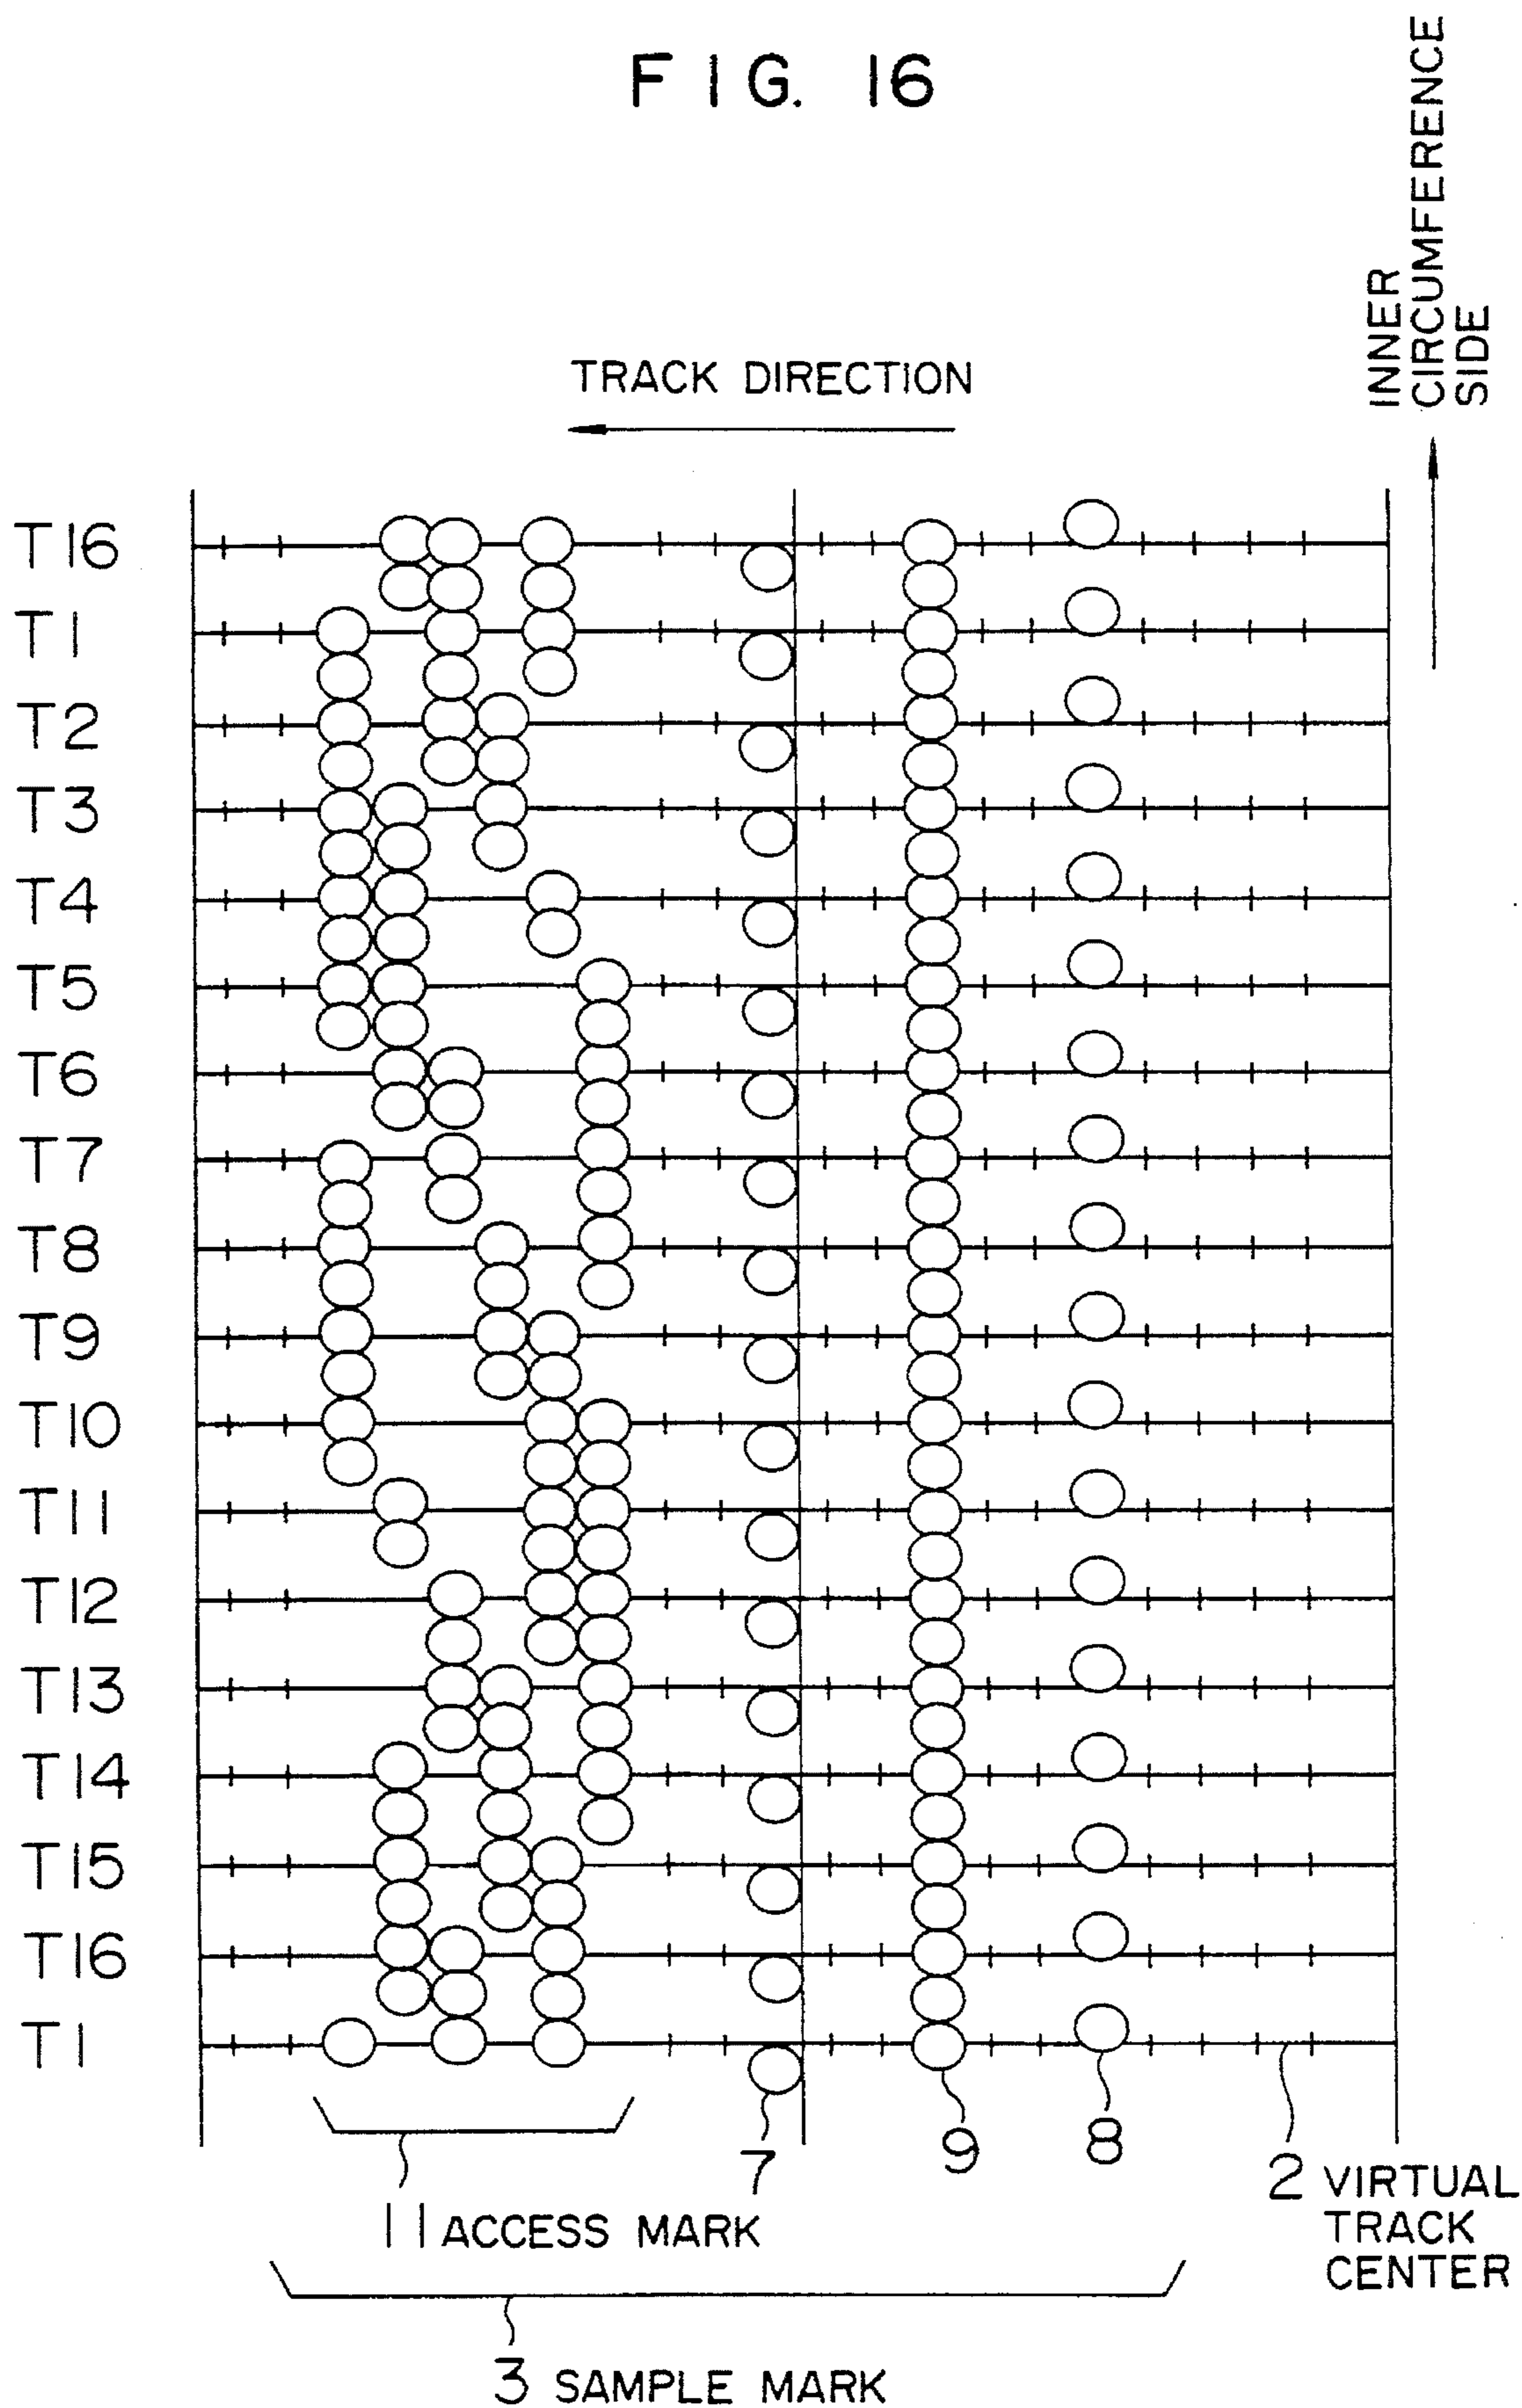 FIG. 16
INNER
CIRCUMFERENCE
SIDE
TRACK DIRECTION
T16
T1
T2
T3
T4
T5
T6
T7
T8
T9
T10
T11
T12
T13
T14
T15
T16
T1
7
9
8
2 VIRTUAL
TRACK
CENTER
11 ACCESS MARK
3 SAMPLE MARK